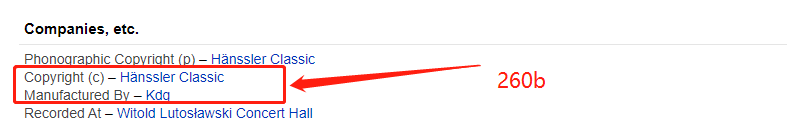 Companies, etc.
Phonographic Copyright (p) – Hänssler Classic
Copyright (c) – Hänssler Classic
Manufactured By – Kdg
260b
Recorded At – Witold Lutosławski Concert Hall